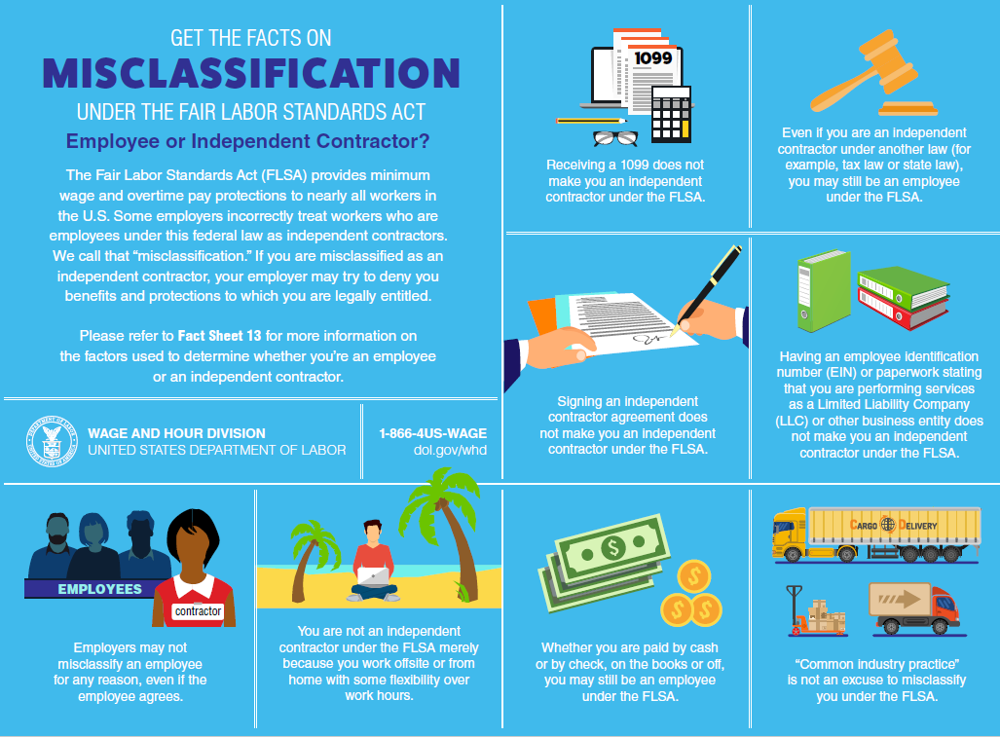 GET THE FACTS ON
MISCLASSIFICATION
UNDER THE FAIR LABOR STANDARDS ACT
Employee or Independent Contractor?
The Fair Labor Standards Act (FLSA) provides minimum
wage and overtime pay protections to nearly all workers in
the U.S. Some employers incorrectly treat workers who are
employees under this federal law as independent contractors.
We call that “misclassification.” If you are misclassified as an
independent contractor, your employer may try to deny you
benefits and protections to which you are legally entitled.
Please refer to Fact Sheet 13 for more information on
the factors used to determine whether you’re an employee
or an independent contractor.
DEPARTMENT OF LABOR
UNITED STATES OF AMERICA
WAGE AND HOUR DIVISION
UNITED STATES DEPARTMENT OF LABOR
1-866-4US-WAGE
dol.gov/whd
1099
Receiving a 1099 does not
make you an independent
contractor under the FLSA.
Even if you are an independent
contractor under another law (for
example, tax law or state law),
you may still be an employee
under the FLSA.
Signing an independent
contractor agreement does
not make you an independent
contractor under the FLSA.
Having an employee identification
number (EIN) or paperwork stating
that you are performing services
as a Limited Liability Company
(LLC) or other business entity does
not make you an independent
contractor under the FLSA.
EMPLOYEES
contractor
Employers may not
misclassify an employee
for any reason, even if the
employee agrees.
You are not an independent
contractor under the FLSA merely
because you work offsite or from
home with some flexibility over
work hours.
Whether you are paid by cash
or by check, on the books or off,
you may still be an employee
under the FLSA.
CARGO DELIVERY
“Common industry practice”
is not an excuse to misclassify
you under the FLSA.